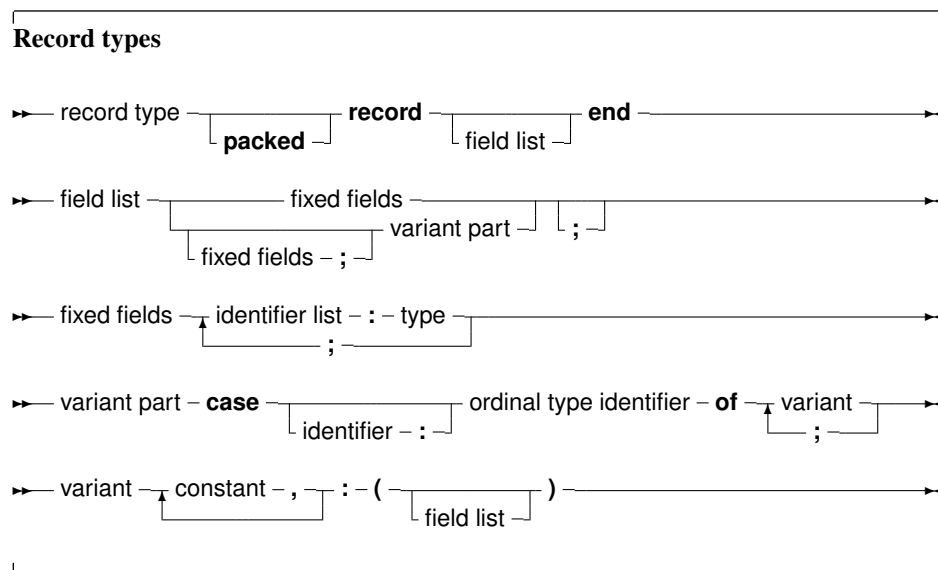 Record types
record type record end
packed field list
field list fixed fields
variant part ;
fixed fields ;
fixed fields identifier list : type
;
variant part case ordinal type identifier of variant
identifier : ;
variant constant , : ( )
field list